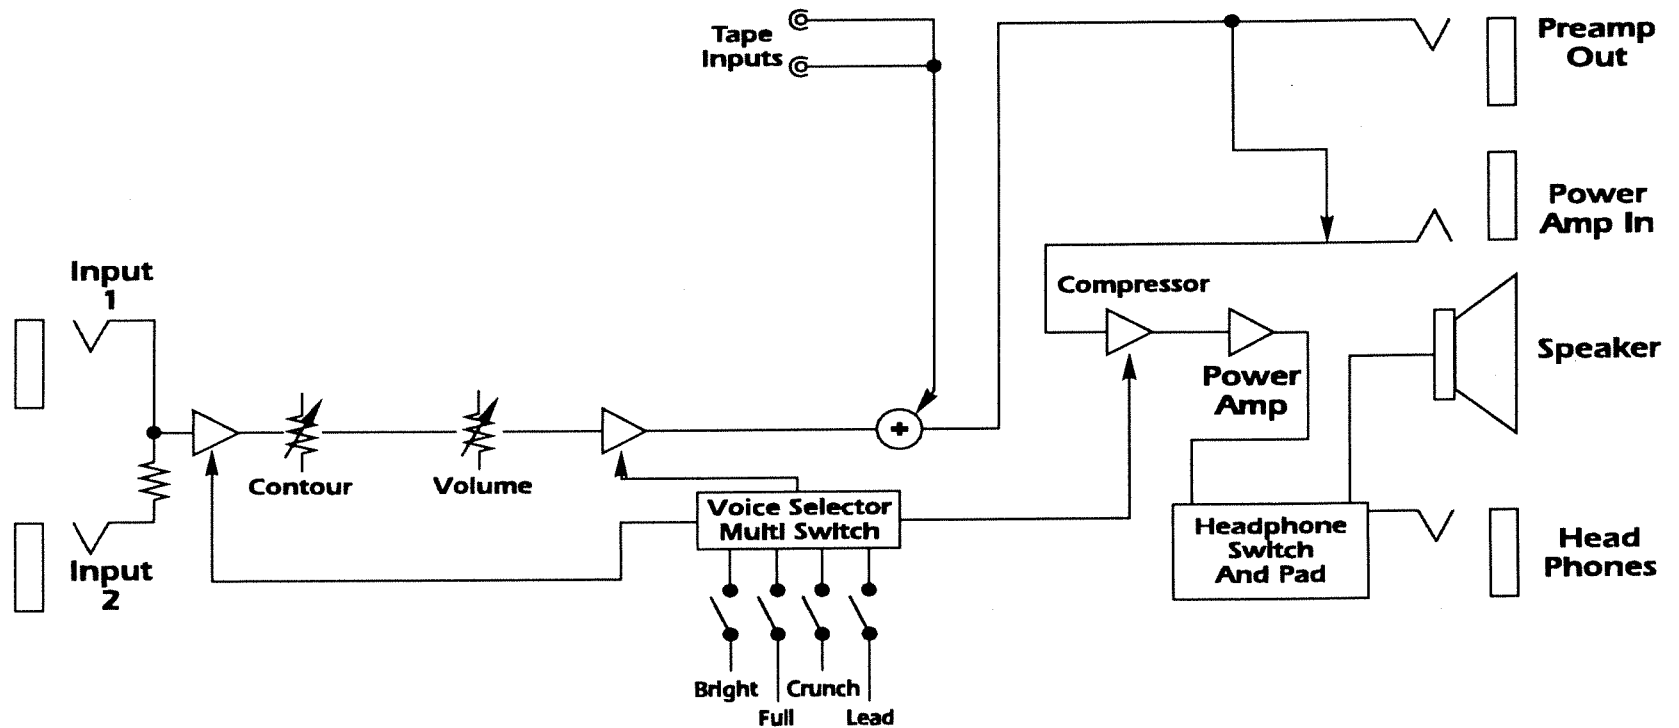 Tape
Inputs
Preamp
Out
Power
Amp In
Input
1
Compressor
Speaker
Power
Amp
+
Contour
Volume
Voice Selector
Multi Switch
Headphone
Switch
And Pad
Head
Phones
Input
2
Bright
Crunch
Full
Lead